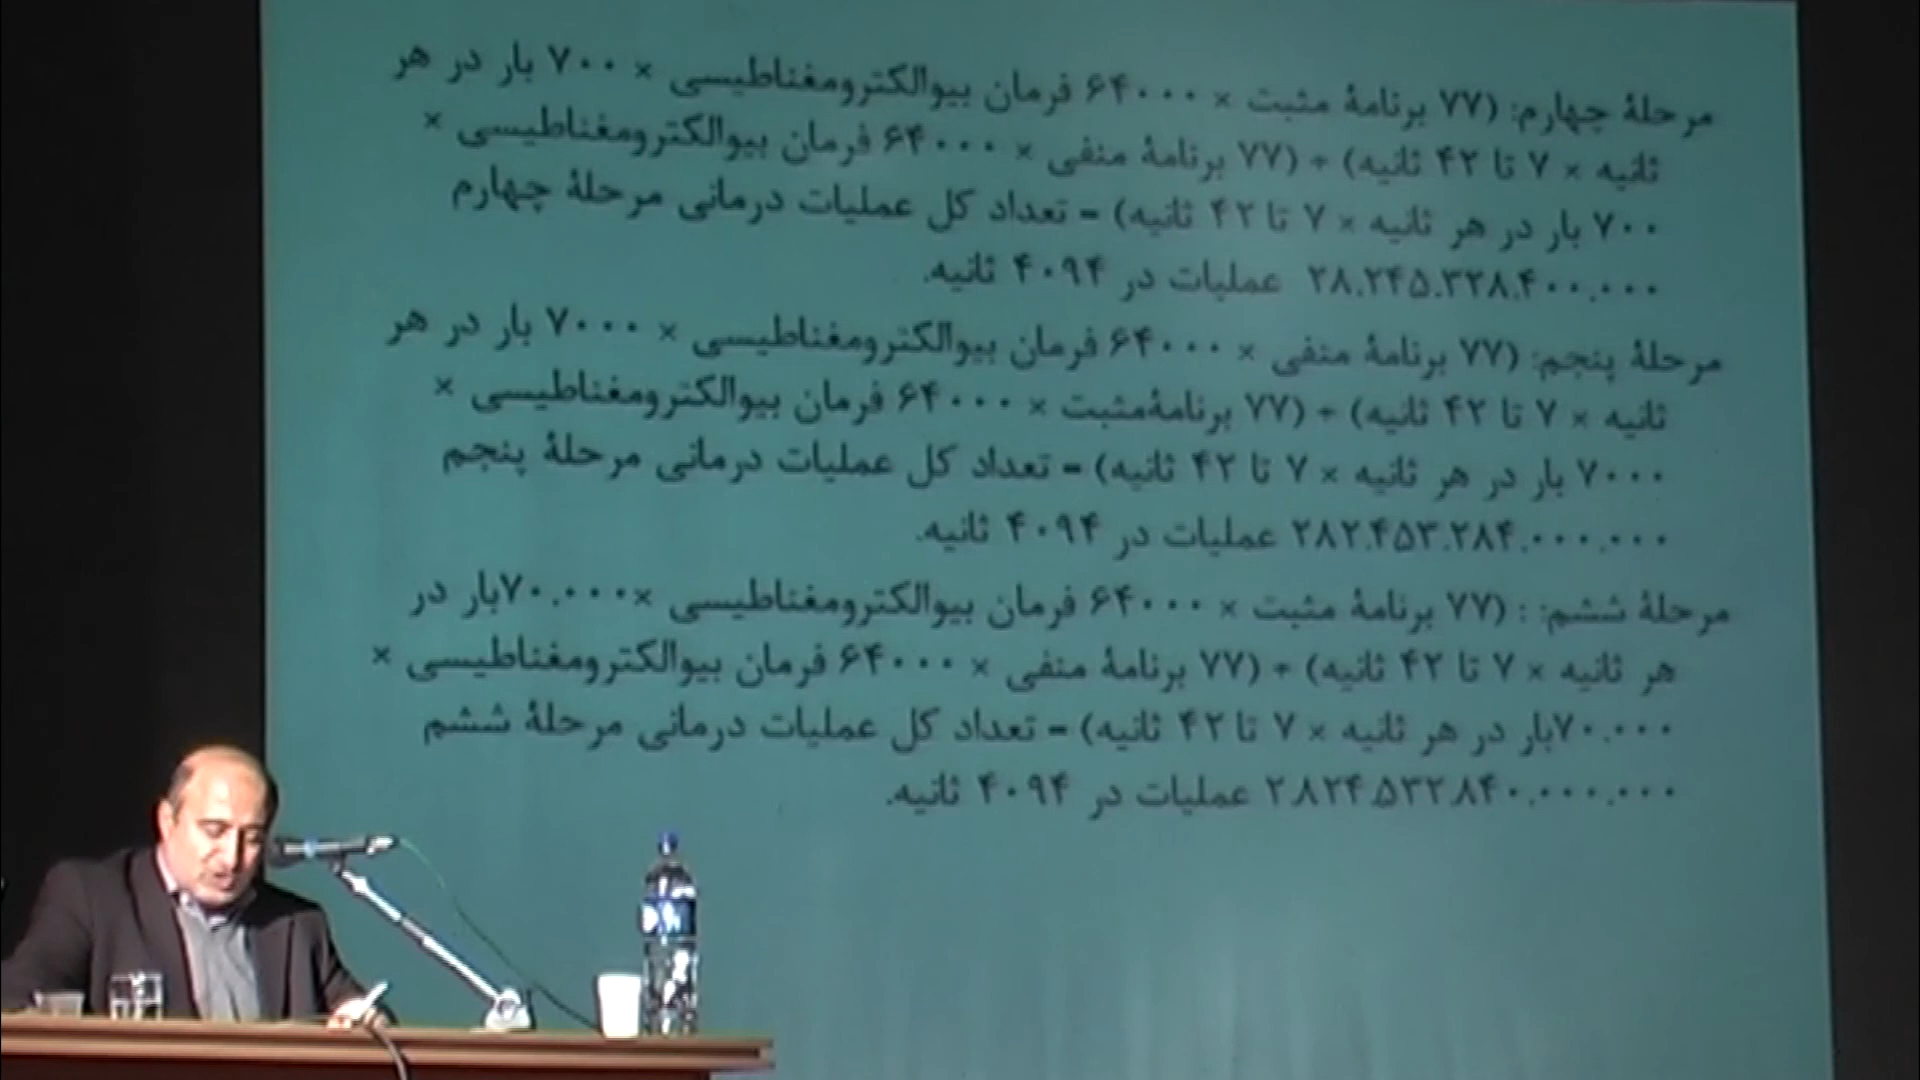 مرحلهٔ چهارم: (۷۷ برنامهٔ مثبت × ۶۴۰۰۰ فرمان بیوالکترومغناطیسی × ۷۰۰ بار در هر
ثانیه × ۷ تا ۴۲ ثانیه) + (۷۷ برنامهٔ منفی × ۶۴۰۰۰ فرمان بیوالکترومغناطیسی ×
۷۰۰ بار در هر ثانیه × ۷ تا ۴۲ ثانیه) = تعداد کل عملیات درمانی مرحلهٔ چهارم
۲۸.۲۴۵.۳۲۸.۴۰۰.۰۰۰ عملیات در ۴۰۹۴ ثانیه.
مرحلهٔ پنجم: (۷۷ برنامهٔ منفی × ۶۴۰۰۰ فرمان بیوالکترومغناطیسی × ۷۰۰۰ بار در هر
ثانیه × ۷ تا ۴۲ ثانیه) + (۷۷ برنامهٔمثبت × ۶۴۰۰۰ فرمان بیوالکترومغناطیسی ×
۷۰۰۰ بار در هر ثانیه × ۷ تا ۴۲ ثانیه) = تعداد کل عملیات درمانی مرحلهٔ پنجم
۲۸۲.۴۵۳.۲۸۴.۰۰۰.۰۰۰ عملیات در ۴۰۹۴ ثانیه.
مرحلهٔ ششم: : (۷۷ برنامهٔ مثبت × ۶۴۰۰۰ فرمان بیوالکترومغناطیسی ×۷۰.۰۰۰بار در
هر ثانیه × ۷ تا ۴۲ ثانیه) + (۷۷ برنامهٔ منفی × ۶۴۰۰۰ فرمان بیوالکترومغناطیسی ×
۷۰.۰۰۰بار در هر ثانیه × ۷ تا ۴۲ ثانیه) = تعداد کل عملیات درمانی مرحلهٔ ششم
۲.۸۲۴.۵۳۲.۸۴۰.۰۰۰.۰۰۰ عملیات در ۴۰۹۴ ثانیه.